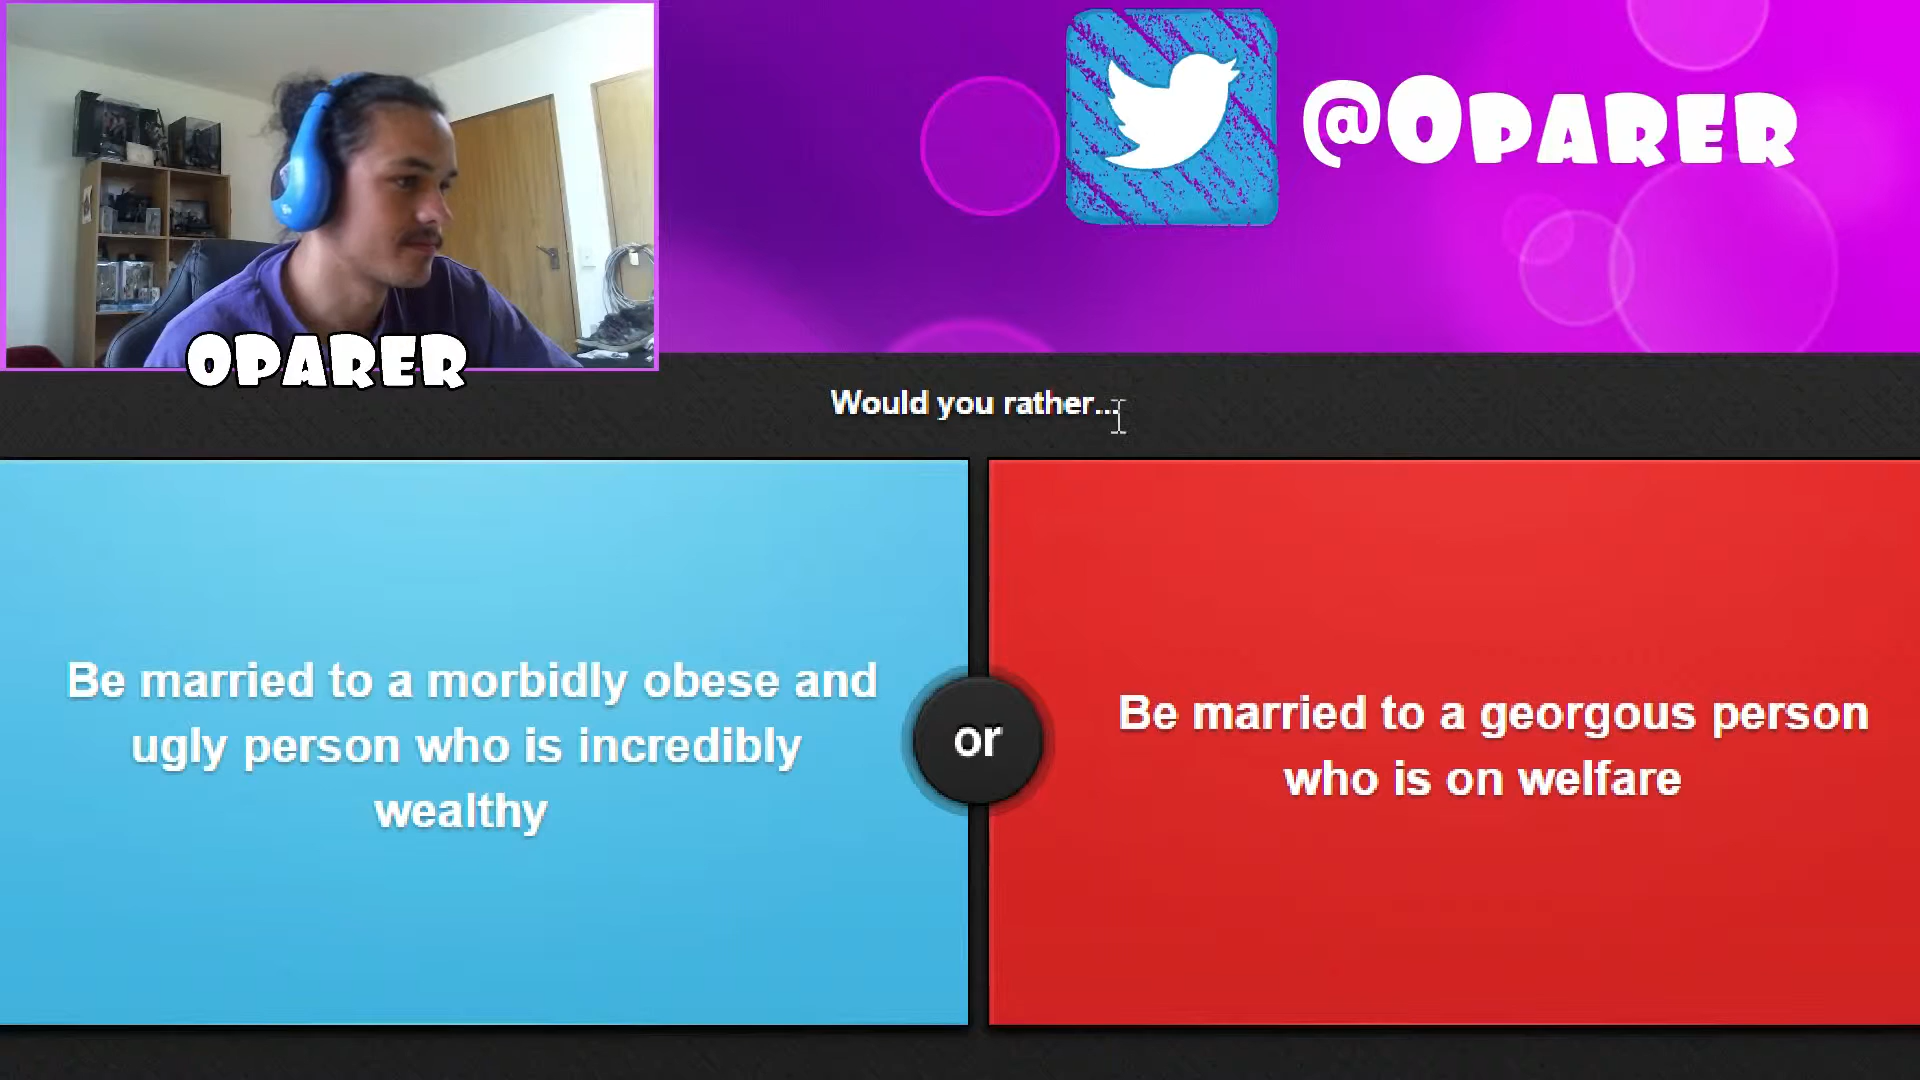 @OPARER
OPARER
Would you rather...
Be married to a morbidly obese and
ugly person who is incredibly
wealthy
or
Be married to a georgous person
who is on welfare